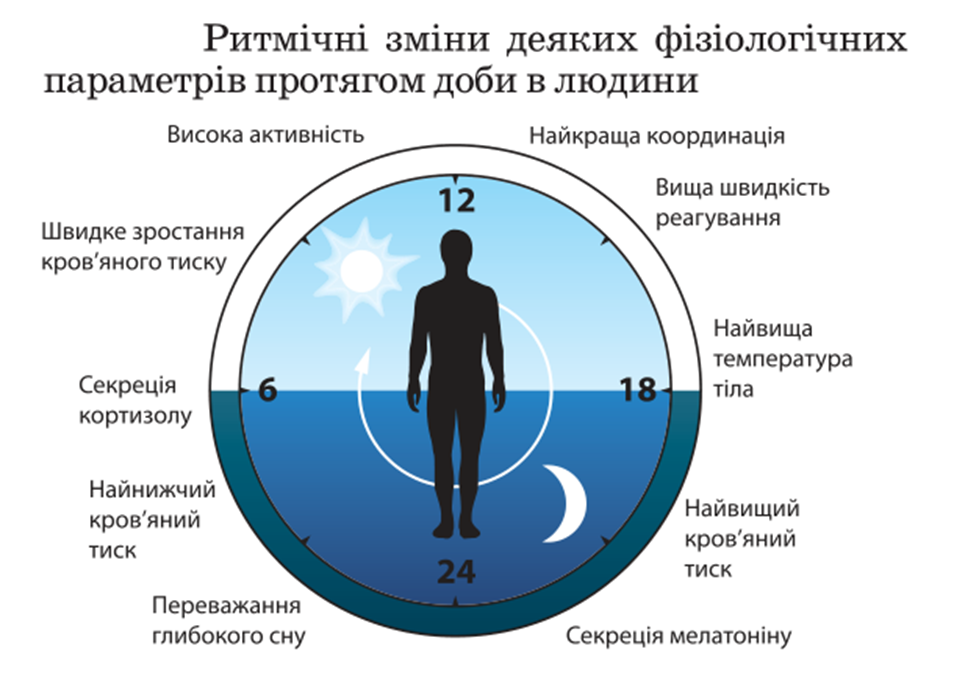 Ритмічні зміни деяких фізіологічних
параметрів протягом доби в людини
Висока активність
Найкраща координація
Вища швидкість
реагування
Швидке зростання
кров’яного тиску
12
Найвища
температура
тіла
Секреція
кортизолу
6
18
Найнижчий
кров’яний
тиск
Найвищий
кров’яний
тиск
24
Переважання
глибокого сну
Секреція мелатоніну